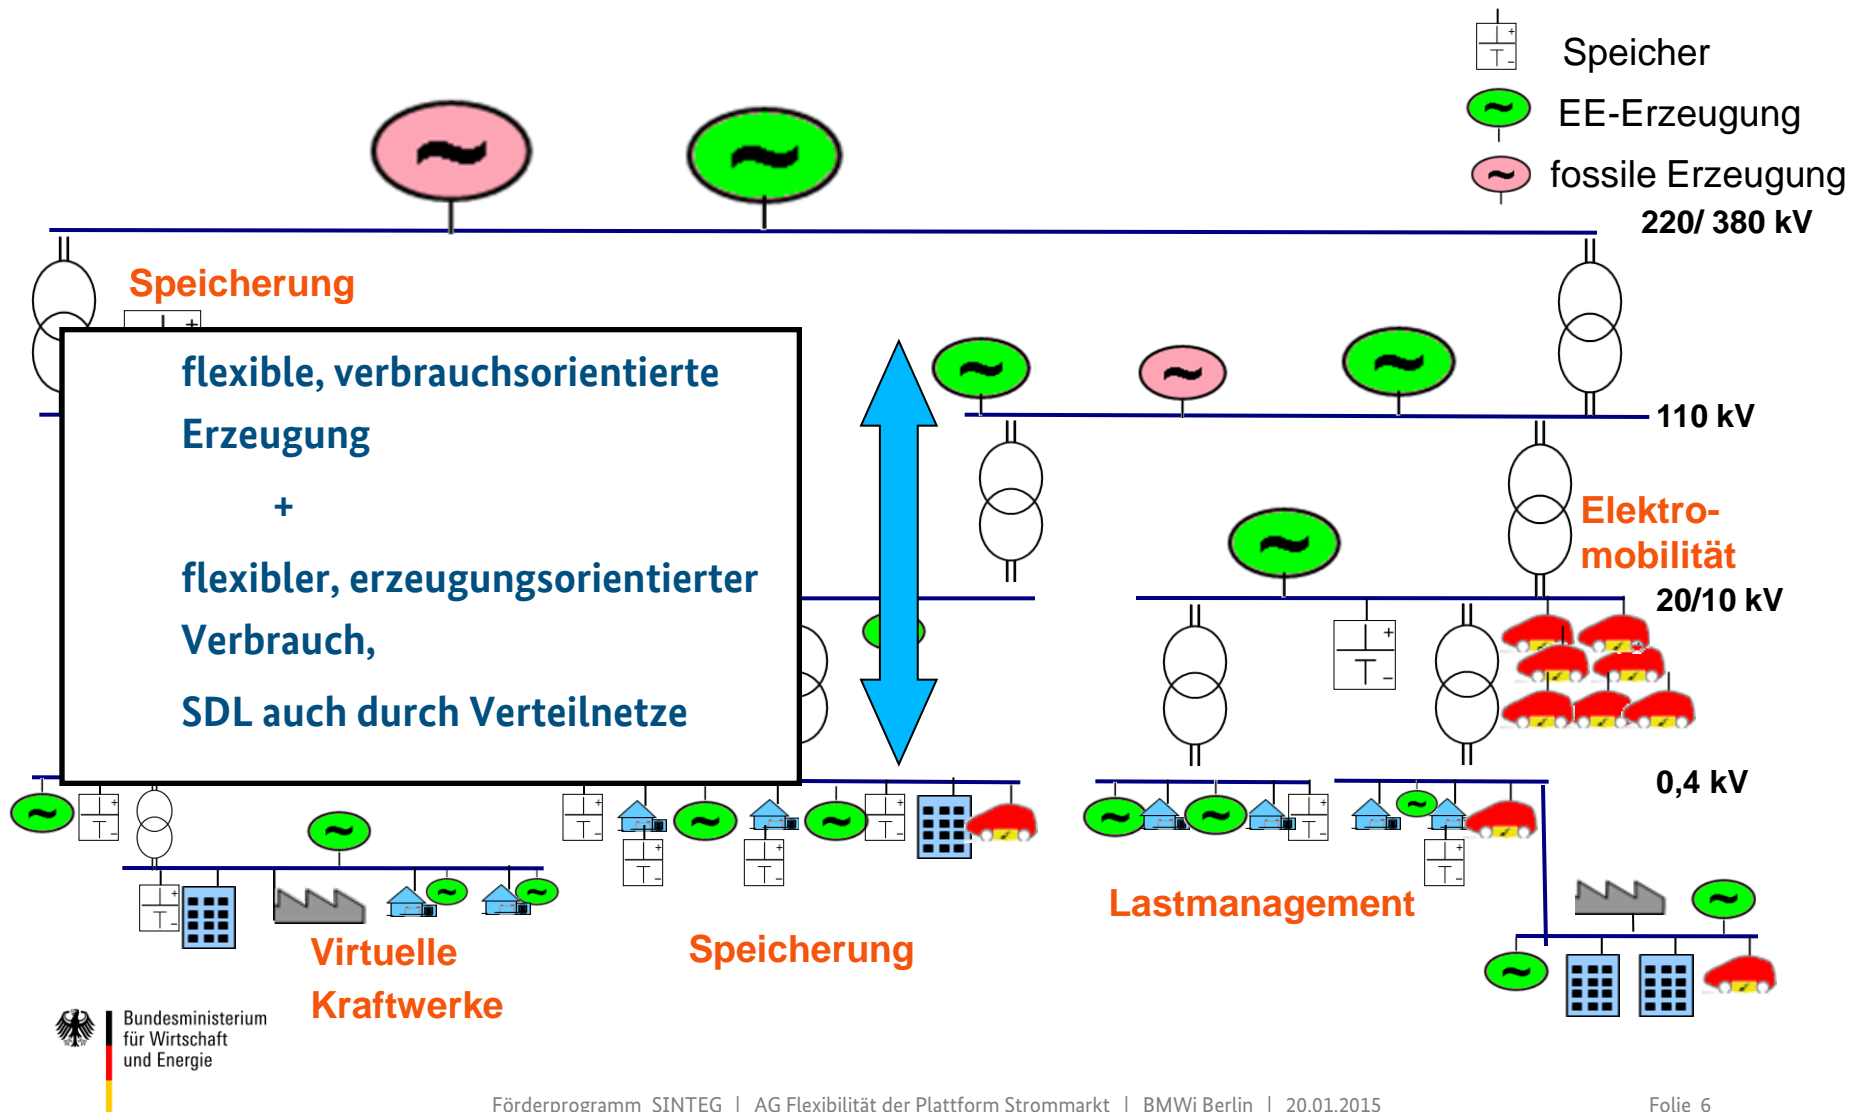 Speicher
EE-Erzeugung
fossile Erzeugung
220/ 380 kV
Speicherung
flexible, verbrauchsorientierte
Erzeugung
+
flexibler, erzeugungsorientierter
Verbrauch,
SDL auch durch Verteilnetze
110 kV
Elektro-
mobilität
20/10 kV
0,4 kV
Lastmanagement
Virtuelle
Kraftwerke
Speicherung
Bundesministerium
für Wirtschaft
und Energie
Förderprogramm SINTEG | AG Flexibilität der Plattform Strommarkt | BMWi Berlin | 20.01.2015
Folie 6